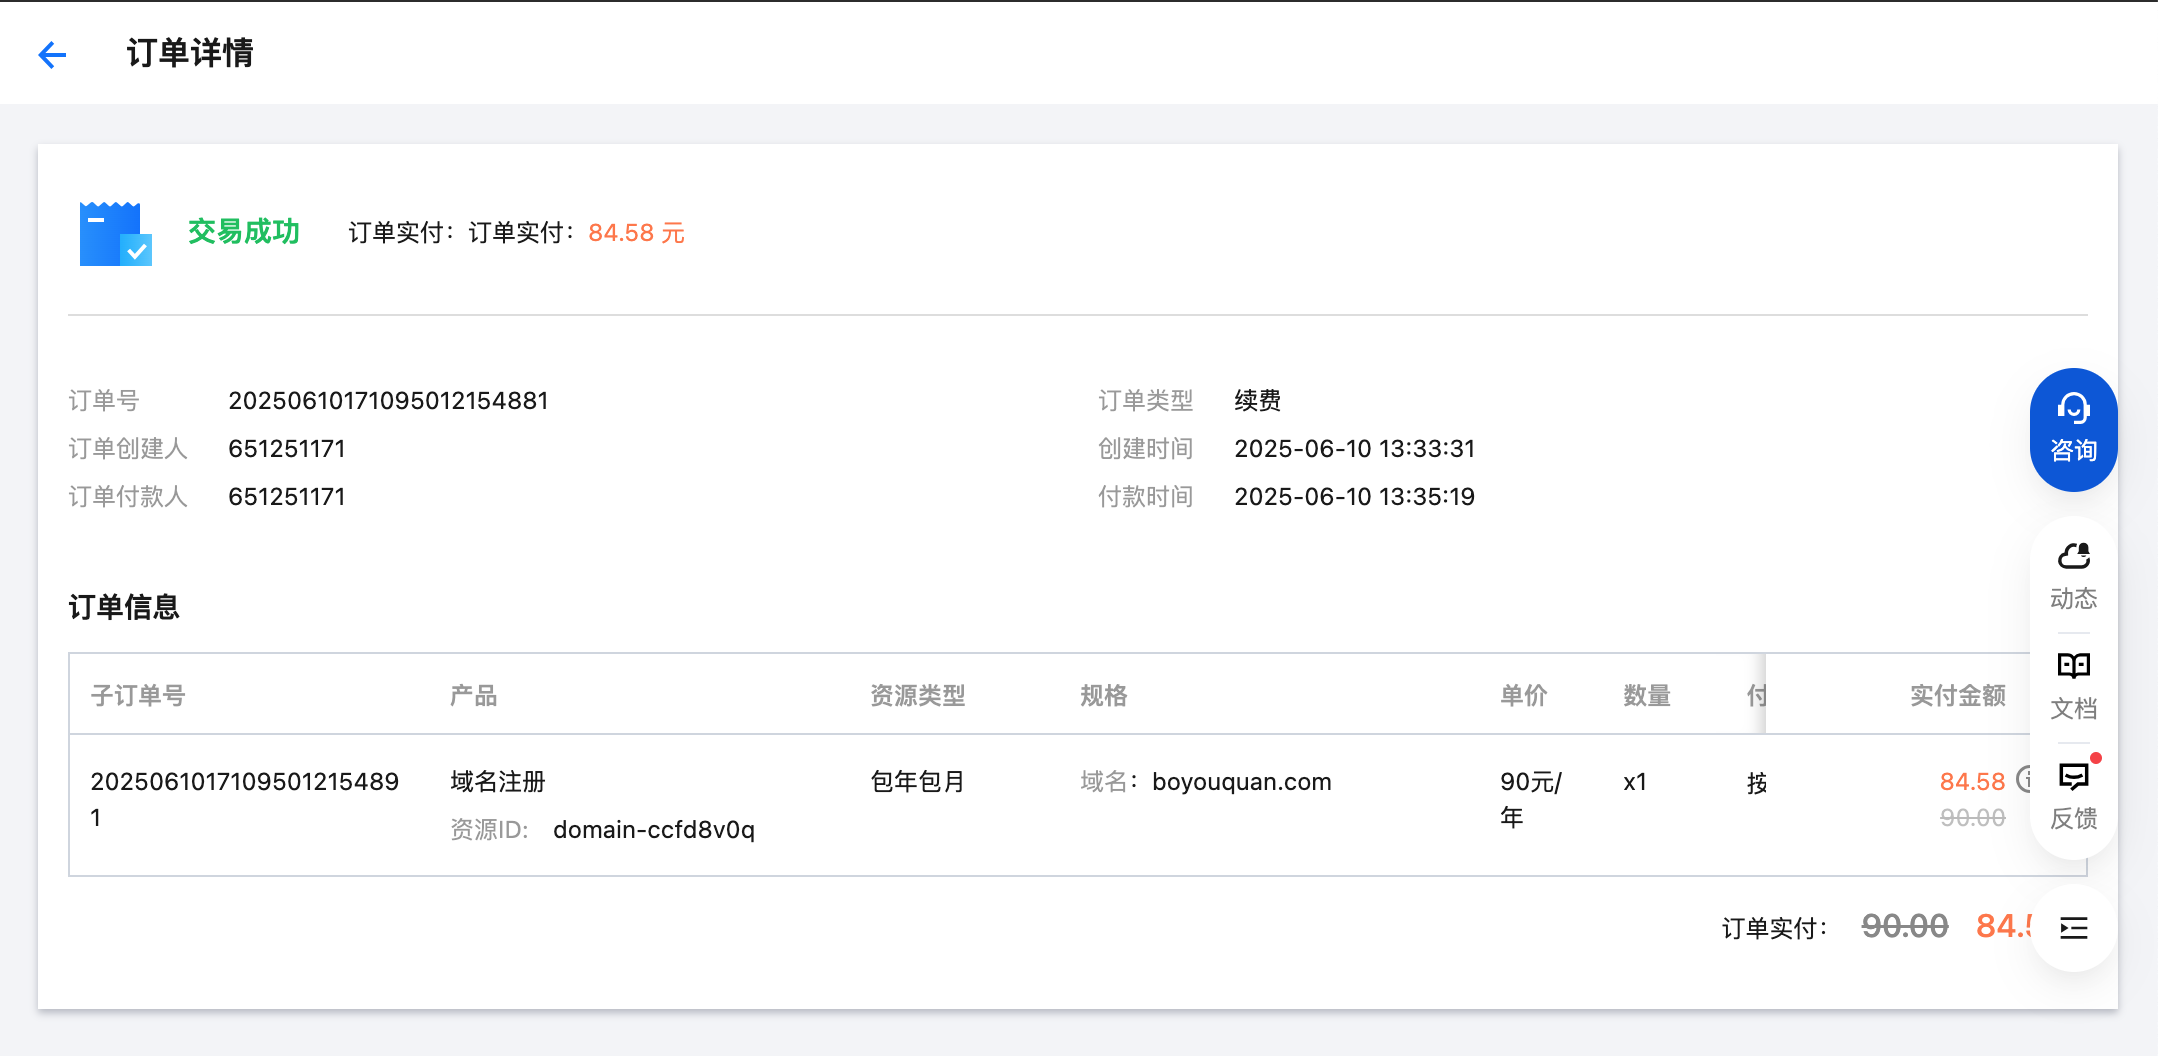 订单详情
交易成功 订单实付：订单实付：84.58 元
订单号 20250610171095012154881
订单类型 续费
订单创建人 651251171
创建时间 2025-06-10 13:33:31
订单付款人 651251171
付款时间 2025-06-10 13:35:19
订单信息
子订单号 产品 资源类型 规格 单价 数量 付 实付金额
2025061017109501215489
1
域名注册
资源ID: domain-ccfd8v0q
包年包月
域名：boyouquan.com
90元/
年
x1
按
84.58
90.00
订单实付： 90.00 84.5
咨询
动态
文档
反馈